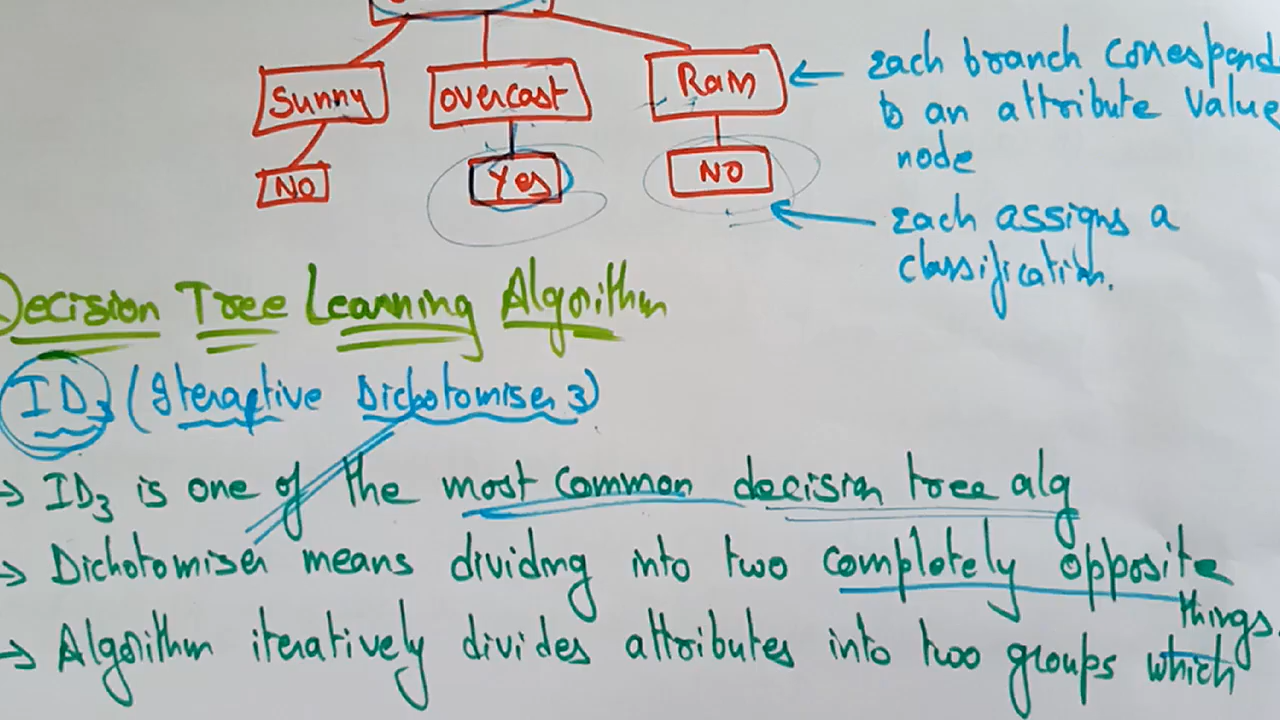 Sunny overcast Rain
Each branch correspond
to an attribute value
node
NO Yes NO
Each assigns a
classification.
Decision Tree Learning Algorithm
ID3 (Iterative Dichotomiser 3)
→ ID3 is one of the most common decision tree alg
→ Dichotomiser means dividing into two completely opposite
things.
→ Algorithm iteratively divides attributes into two groups which